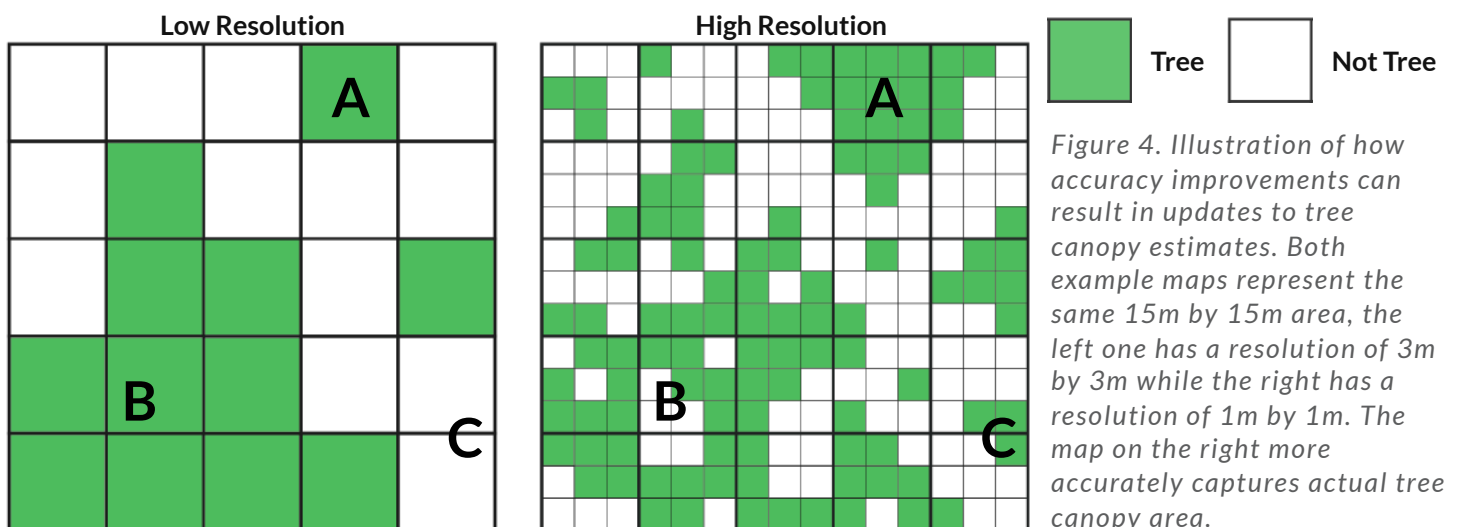 Low Resolution
High Resolution
Tree
Not Tree
A
A
B
B
C
C
Figure 4. Illustration of how
accuracy improvements can
result in updates to tree
canopy estimates. Both
example maps represent the
same 15m by 15m area, the
left one has a resolution of 3m
by 3m while the right has a
resolution of 1m by 1m. The
map on the right more
accurately captures actual tree
canopy area.